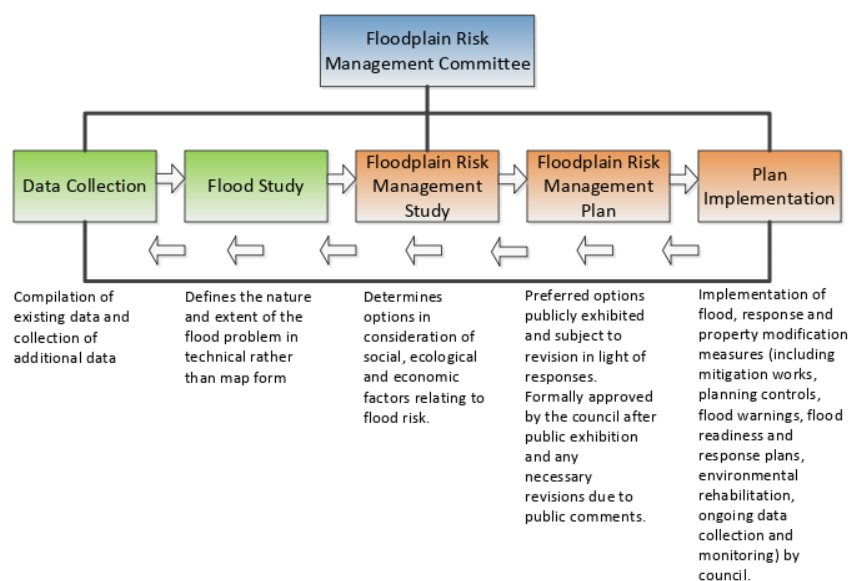 Floodplain Risk
Management Committee
Data Collection
Flood Study
Floodplain Risk
Management
Study
Floodplain Risk
Management
Plan
Plan
Implementation
Compilation of
existing data and
collection of
additional data
Defines the nature
and extent of the
flood problem in
technical rather
than map form
Determines
options in
consideration of
social, ecological
and economic
factors relating to
flood risk.
Preferred options
publicly exhibited
and subject to
revision in light of
responses.
Formally approved
by the council after
public exhibition
and any
necessary
revisions due to
public comments.
Implementation of
flood, response and
property modification
measures (including
mitigation works,
planning controls,
flood warnings, flood
readiness and
response plans,
environmental
rehabilitation,
ongoing data
collection and
monitoring) by
council.